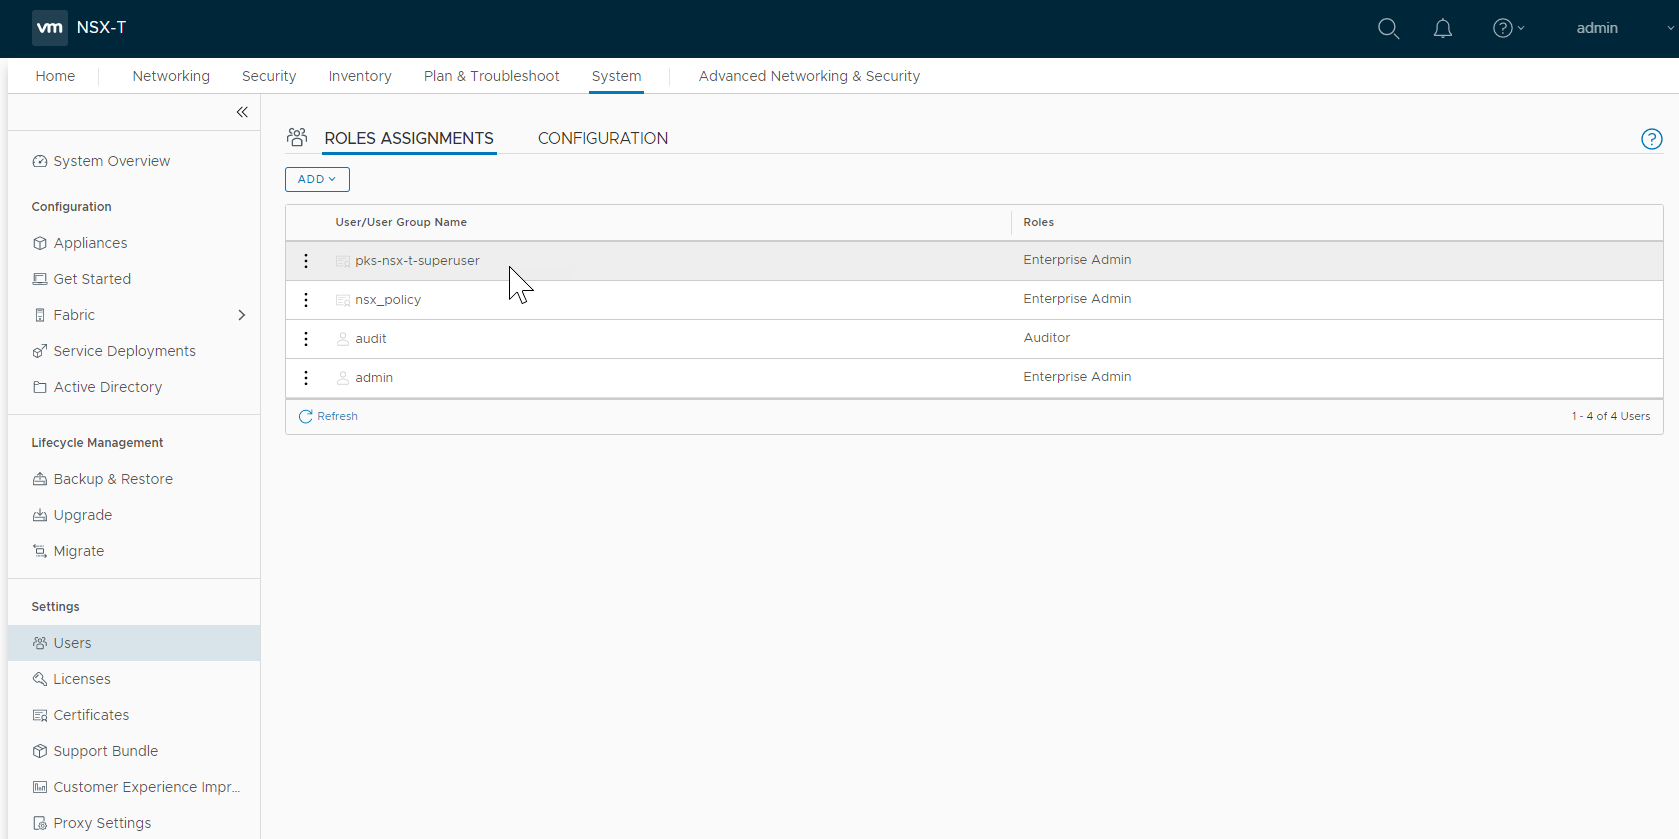 vm NSX-T
admin
Home Networking Security Inventory Plan & Troubleshoot System Advanced Networking & Security
System Overview
Configuration
Appliances
Get Started
Fabric
Service Deployments
Active Directory
Lifecycle Management
Backup & Restore
Upgrade
Migrate
Settings
Users
Licenses
Certificates
Support Bundle
Customer Experience Impr...
Proxy Settings
ROLES ASSIGNMENTS CONFIGURATION
ADD
User/User Group Name Roles
pks-nsx-t-superuser Enterprise Admin
nsx_policy Enterprise Admin
audit Auditor
admin Enterprise Admin
Refresh 1 - 4 of 4 Users